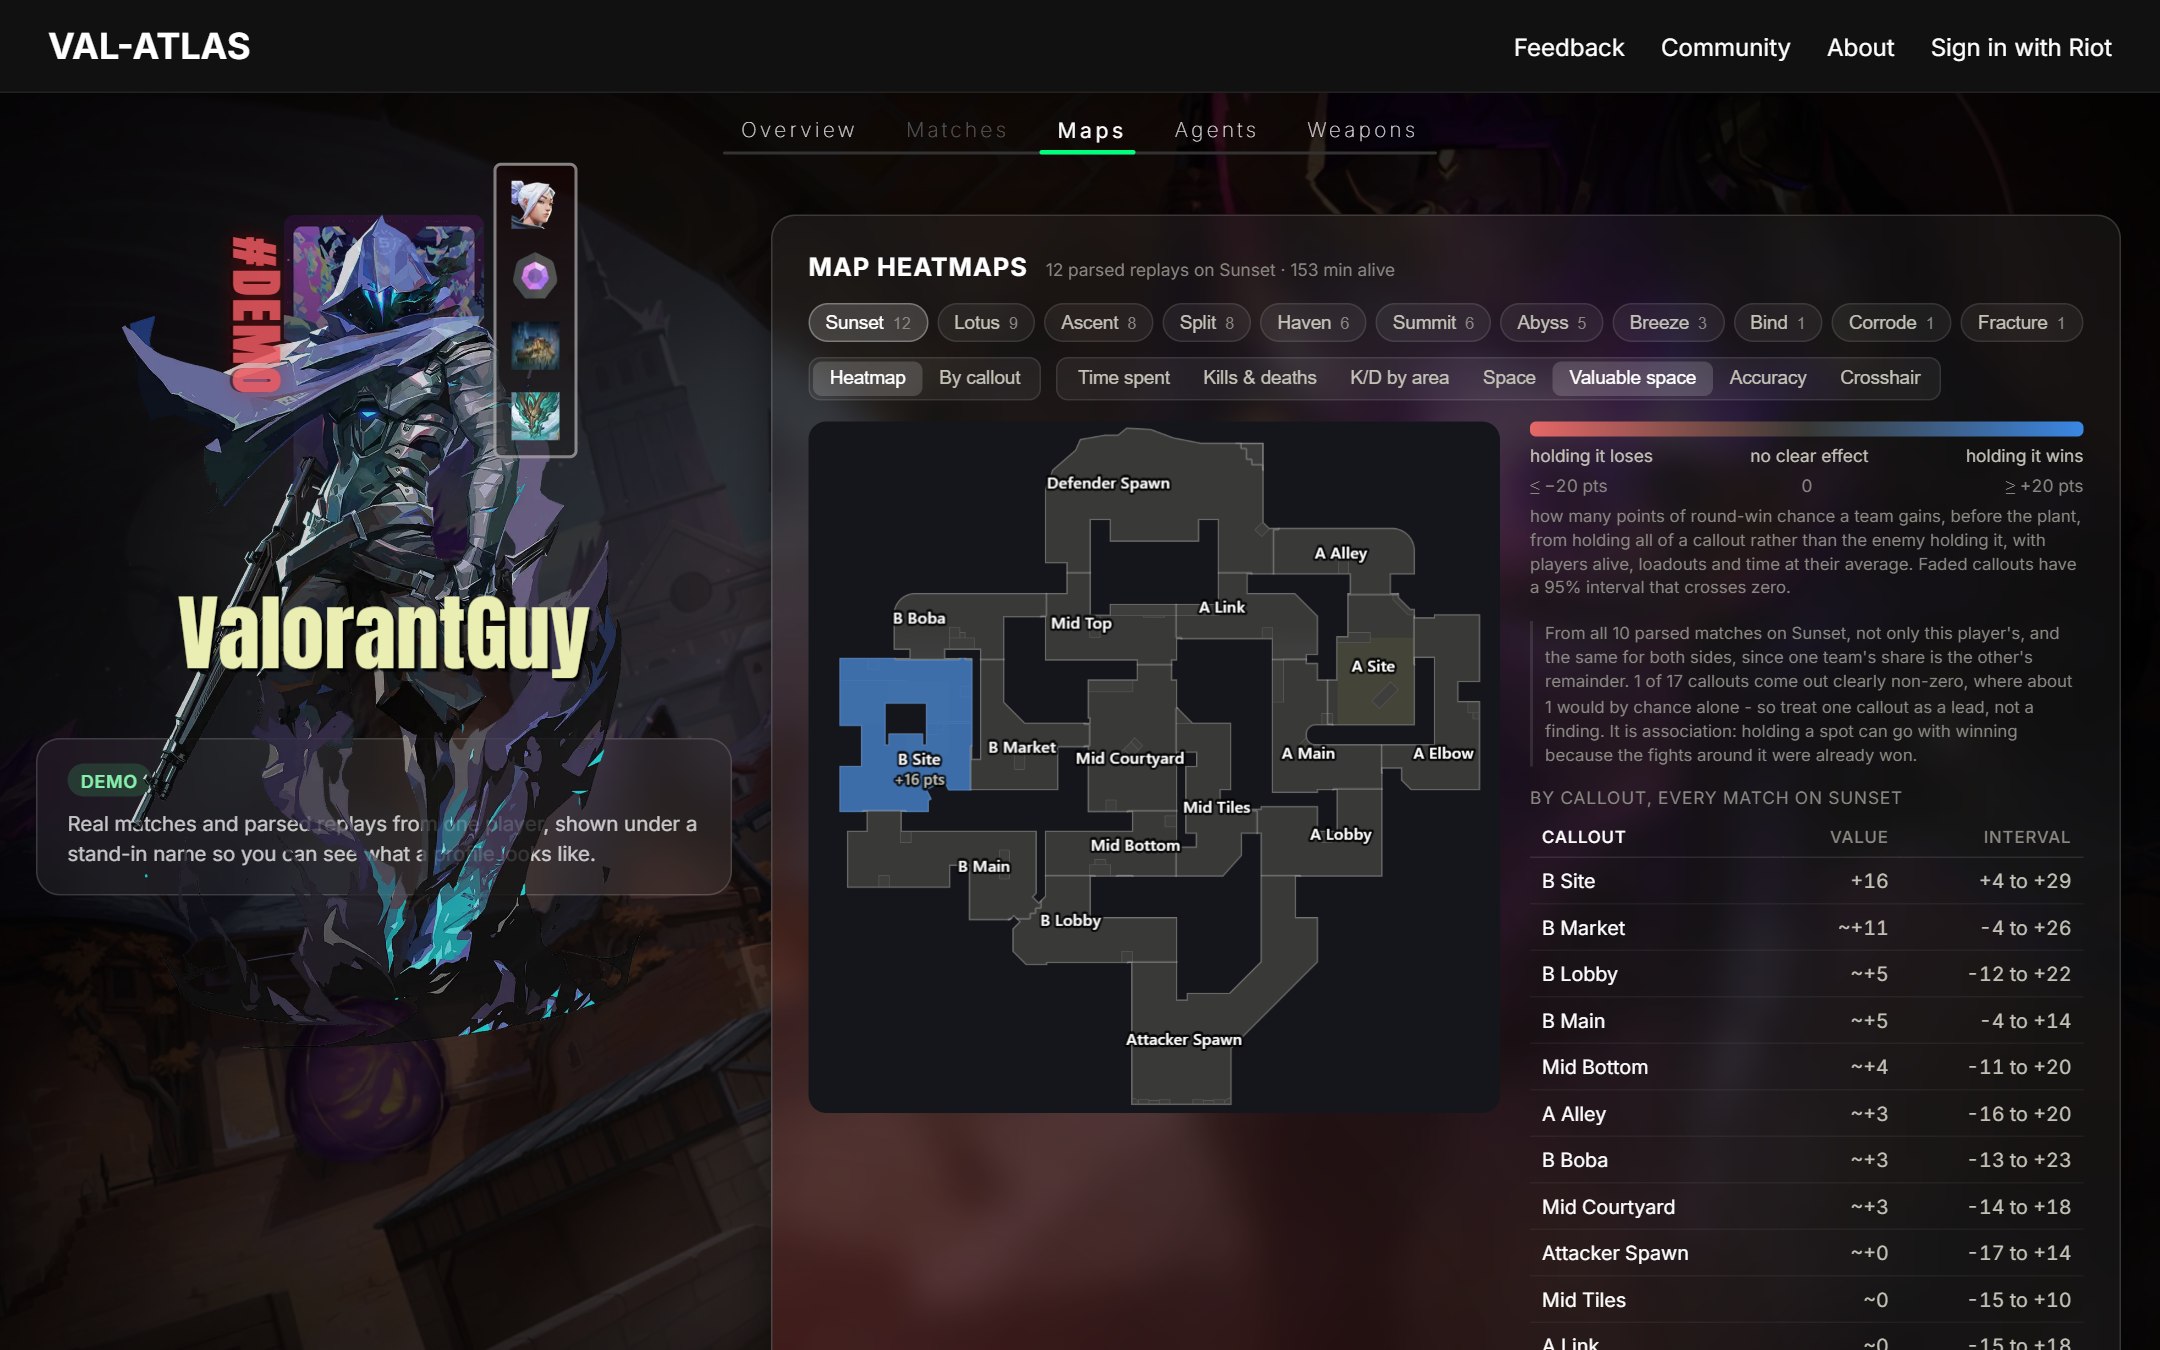 VAL-ATLAS
Feedback
Community
About
Sign in with Riot
Overview
Matches
Maps
Agents
Weapons
#DEMO
ValorantGuy
DEMO
Real matches and parsed replays from one player, shown under a
stand-in name so you can see what a profile looks like.
MAP HEATMAPS
12 parsed replays on Sunset · 153 min alive
Sunset 12
Lotus 9
Ascent 8
Split 8
Haven 6
Summit 6
Abyss 5
Breeze 3
Bind 1
Corrode 1
Fracture 1
Heatmap
By callout
Time spent
Kills & deaths
K/D by area
Space
Valuable space
Accuracy
Crosshair
Defender Spawn
A Alley
A Link
B Boba
Mid Top
A Site
B Market
Mid Courtyard
A Main
A Elbow
B Site
+16 pts
Mid Tiles
A Lobby
Mid Bottom
B Main
B Lobby
Attacker Spawn
holding it loses
no clear effect
holding it wins
≤ −20 pts
0
≥ +20 pts
how many points of round-win chance a team gains, before the plant,
from holding all of a callout rather than the enemy holding it, with
players alive, loadouts and time at their average. Faded callouts have
a 95% interval that crosses zero.
From all 10 parsed matches on Sunset, not only this player's, and
the same for both sides, since one team's share is the other's
remainder. 1 of 17 callouts come out clearly non-zero, where about
1 would by chance alone - so treat one callout as a lead, not a
finding. It is association: holding a spot can go with winning
because the fights around it were already won.
BY CALLOUT, EVERY MATCH ON SUNSET
CALLOUT VALUE INTERVAL
B Site +16 +4 to +29
B Market ~+11 -4 to +26
B Lobby ~+5 -12 to +22
B Main ~+5 -4 to +14
Mid Bottom ~+4 -11 to +20
A Alley ~+3 -16 to +20
B Boba ~+3 -13 to +23
Mid Courtyard ~+3 -14 to +18
Attacker Spawn ~+0 -17 to +14
Mid Tiles ~0 -15 to +10
A Link ~0 -15 to +18